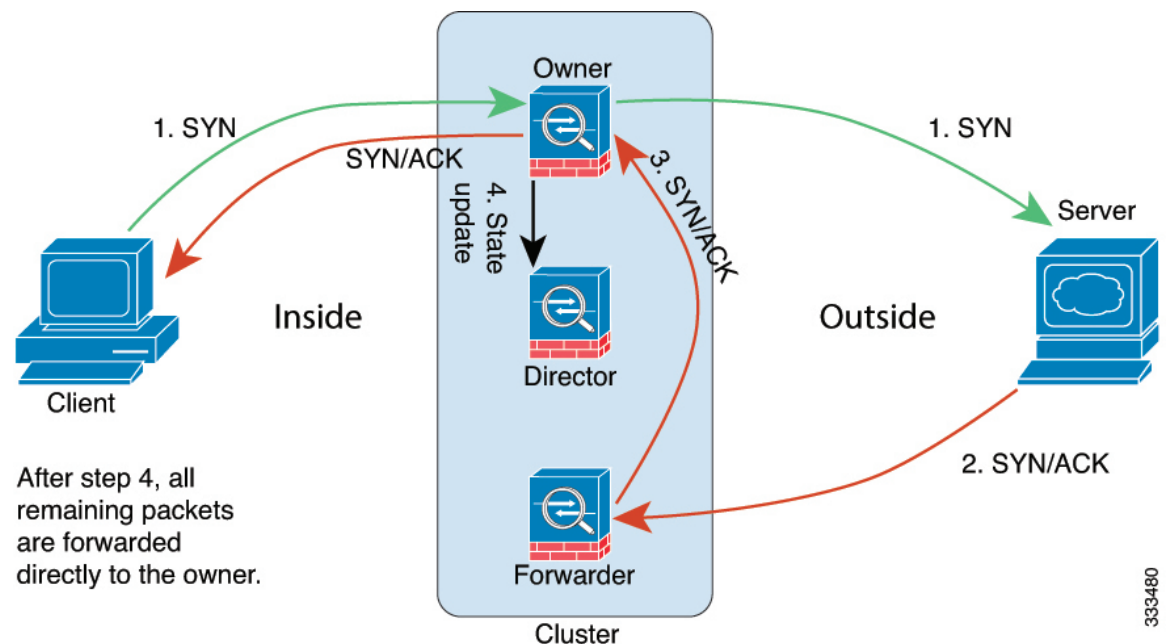 Owner
1. SYN
1. SYN
SYN/ACK
3. SYN/ACK
4. State
update
Server
Inside
Outside
Director
Client
2. SYN/ACK
After step 4, all
remaining packets
are forwarded
directly to the owner.
Forwarder
Cluster
333480